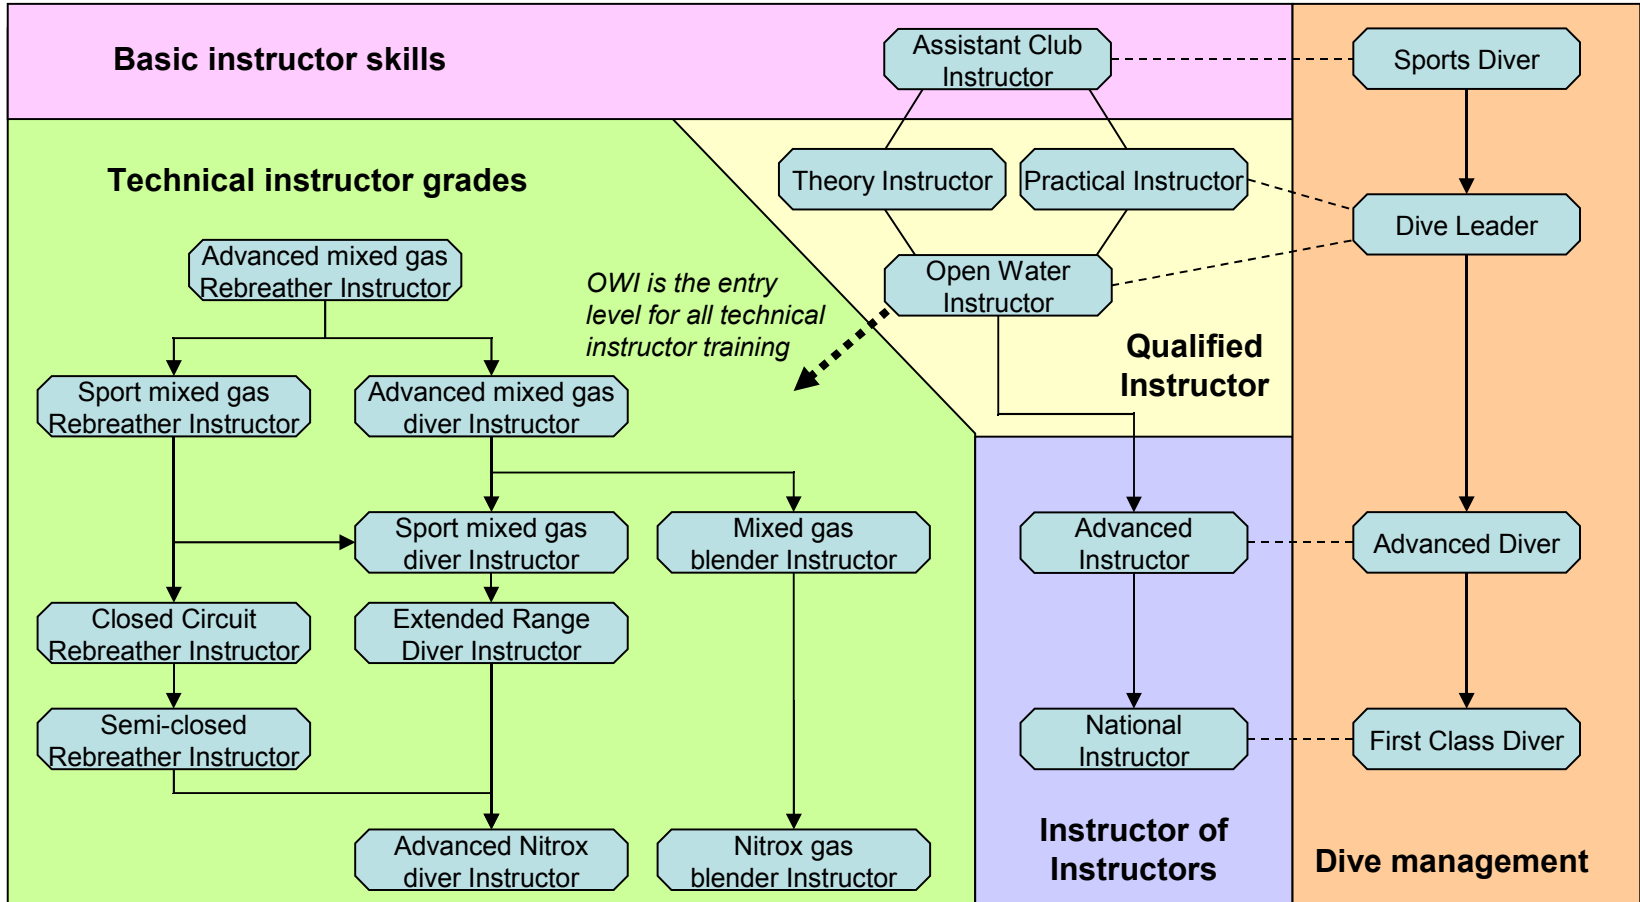 Basic instructor skills
Assistant Club
Instructor
Sports Diver
Technical instructor grades
Theory Instructor
Practical Instructor
Dive Leader
Advanced mixed gas
Rebreather Instructor
OWI is the entry
level for all technical
instructor training
Open Water
Instructor
Qualified
Instructor
Sport mixed gas
Rebreather Instructor
Advanced mixed gas
diver Instructor
Sport mixed gas
diver Instructor
Mixed gas
blender Instructor
Advanced
Instructor
Advanced Diver
Closed Circuit
Rebreather Instructor
Extended Range
Diver Instructor
Semi-closed
Rebreather Instructor
National
Instructor
First Class Diver
Advanced Nitrox
diver Instructor
Nitrox gas
blender Instructor
Instructor of
Instructors
Dive management